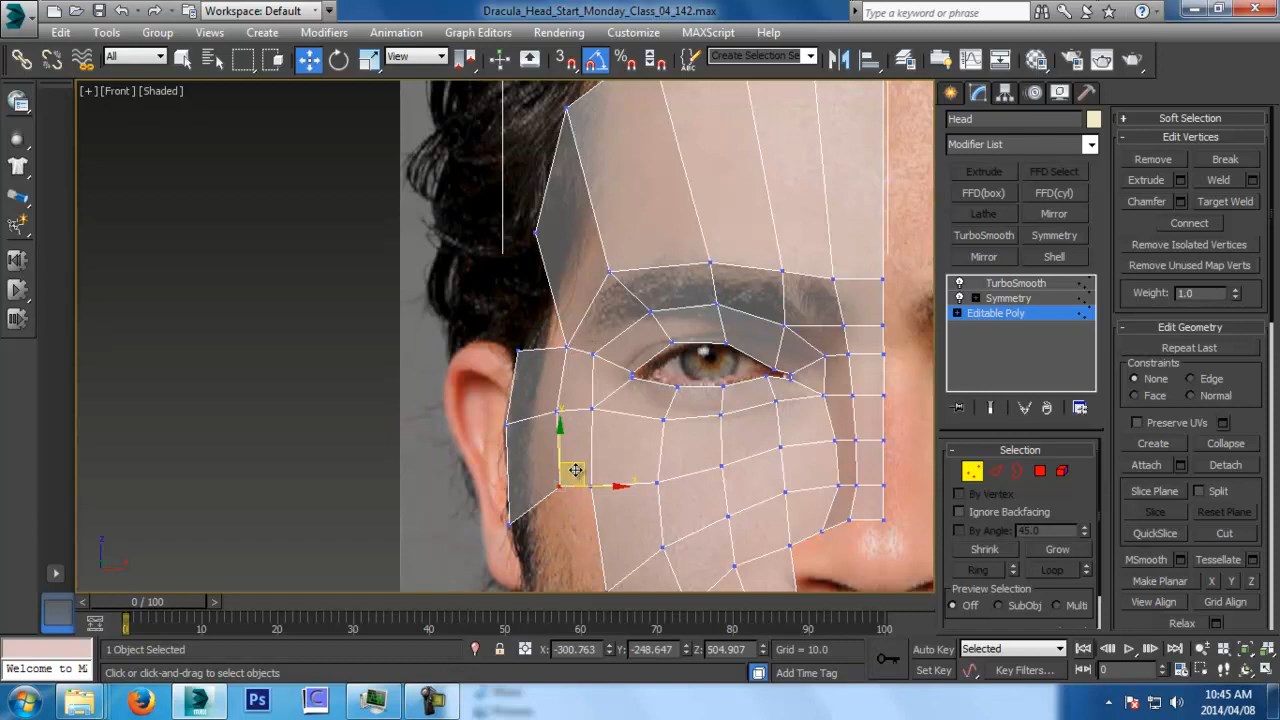 Workspace: Default
Dracula_Head_Start_Monday_Class_04_142.max
Type a keyword or phrase
Edit Tools Group Views Create Modifiers Animation Graph Editors Rendering Customize MAXScript Help
All
View
3
Create Selection Se
[+] [Front] [Shaded]
Head
Modifier List
Extrude FFD Select
FFD(box) FFD(cyl)
Lathe Mirror
TurboSmooth Symmetry
Mirror Shell
TurboSmooth
Symmetry
Editable Poly
Selection
By Vertex
Ignore Backfacing
By Angle: 45.0
Shrink Grow
Ring Loop
Preview Selection
Off SubObj Multi
Soft Selection
Edit Vertices
Remove Break
Extrude Weld
Chamfer Target Weld
Connect
Remove Isolated Vertices
Remove Unused Map Verts
Weight: 1.0
Edit Geometry
Repeat Last
Constraints
None Edge
Face Normal
Preserve UVs
Create Collapse
Attach Detach
Slice Plane Split
Slice Reset Plane
QuickSlice Cut
MSmooth Tessellate
Make Planar X Y Z
View Align Grid Align
Relax
z
x
0 / 100
0 10 20 30 40 50 60 70 80 90 100
1 Object Selected
X: -300.763 Y: -248.647 Z: 504.907 Grid = 10.0
Auto Key Selected
Welcome to M
Click or click-and-drag to select objects
Add Time Tag
Set Key Key Filters... 0
Ps
10:45 AM
2014/04/08